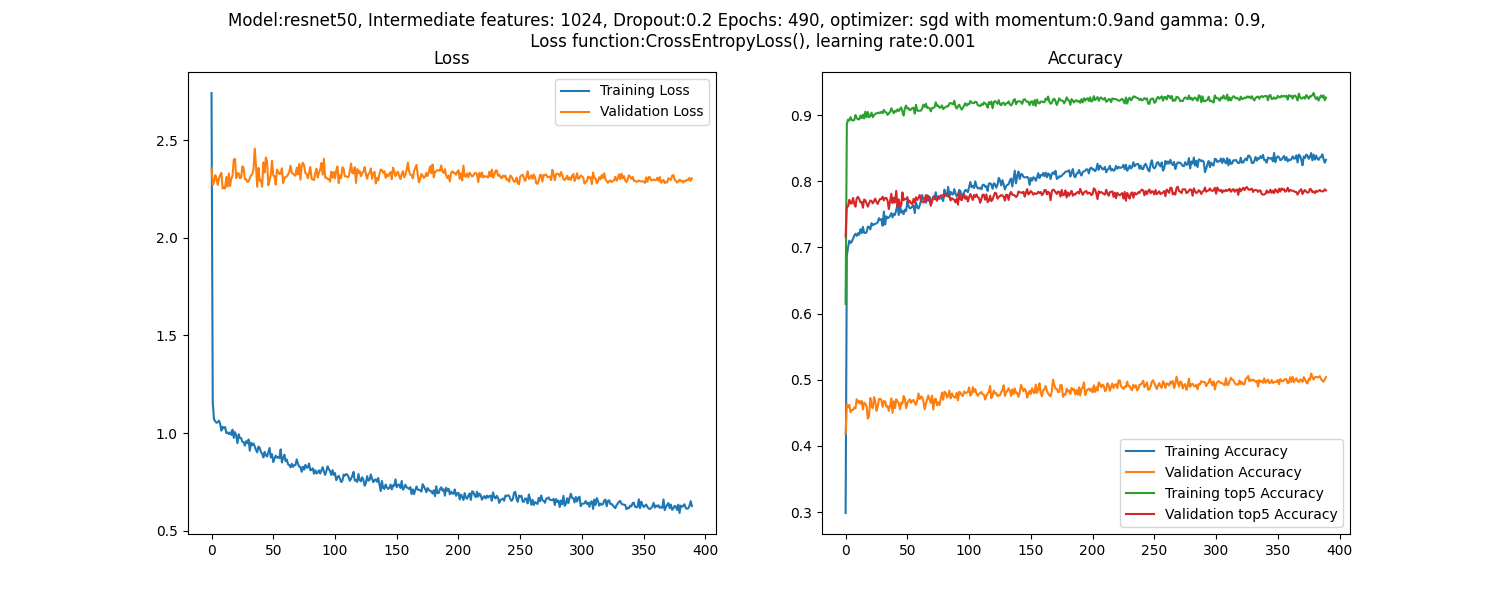 Model:resnet50, Intermediate features: 1024, Dropout:0.2 Epochs: 490, optimizer: sgd with momentum:0.9and gamma: 0.9,
Loss function:CrossEntropyLoss(), learning rate:0.001
Loss
Training Loss
Validation Loss
2.5
2.0
1.5
1.0
0.5
0 50 100 150 200 250 300 350 400
Accuracy
0.9
0.8
0.7
0.6
0.5
0.4
0.3
Training Accuracy
Validation Accuracy
Training top5 Accuracy
Validation top5 Accuracy
0 50 100 150 200 250 300 350 400